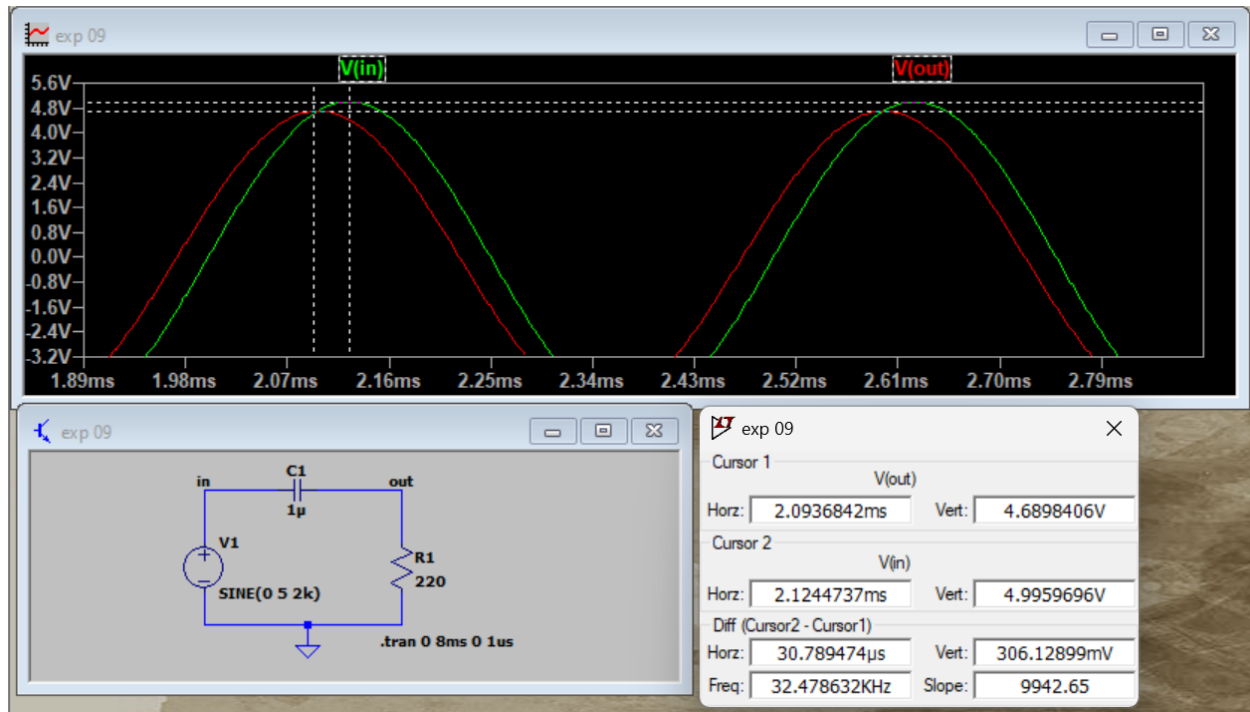 exp 09
V(in) V(out)
5.6V
4.8V
4.0V
3.2V
2.4V
1.6V
0.8V
0.0V
-0.8V
-1.6V
-2.4V
-3.2V
1.89ms 1.98ms 2.07ms 2.16ms 2.25ms 2.34ms 2.43ms 2.52ms 2.61ms 2.70ms 2.79ms
exp 09
C1
in out
1µ
V1
R1
220
SINE(0 5 2k)
.tran 0 8ms 0 1us
exp 09
Cursor 1
V(out)
Horz: 2.0936842ms Vert: 4.6898406V
Cursor 2
V(in)
Horz: 2.1244737ms Vert: 4.9959696V
Diff (Cursor2 - Cursor1)
Horz: 30.789474µs Vert: 306.12899mV
Freq: 32.478632KHz Slope: 9942.65